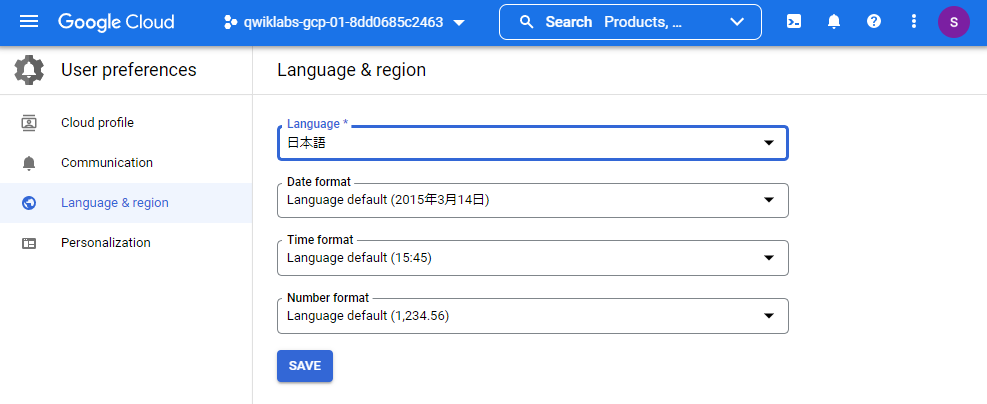 Google Cloud
qwiklabs-gcp-01-8dd0685c2463
Search Products, ...
S
User preferences
Language & region
Cloud profile
Communication
Language & region
Personalization
Language *
日本語
Date format
Language default (2015年3月14日)
Time format
Language default (15:45)
Number format
Language default (1,234.56)
SAVE